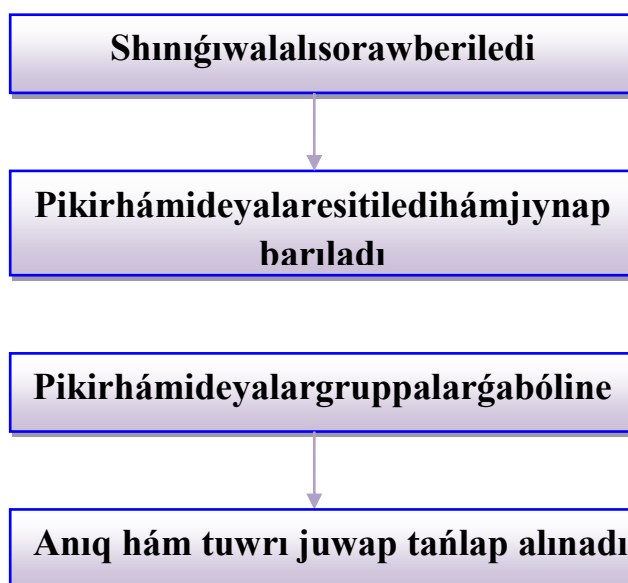 Shınıǵıwalalısorawberiledi
Pikirhámideyalaresitiledihámjıynap
barıladı
Pikirhámideyalargruppalarǵabóline
Anıq hám tuwrı juwap tańlap alınadı